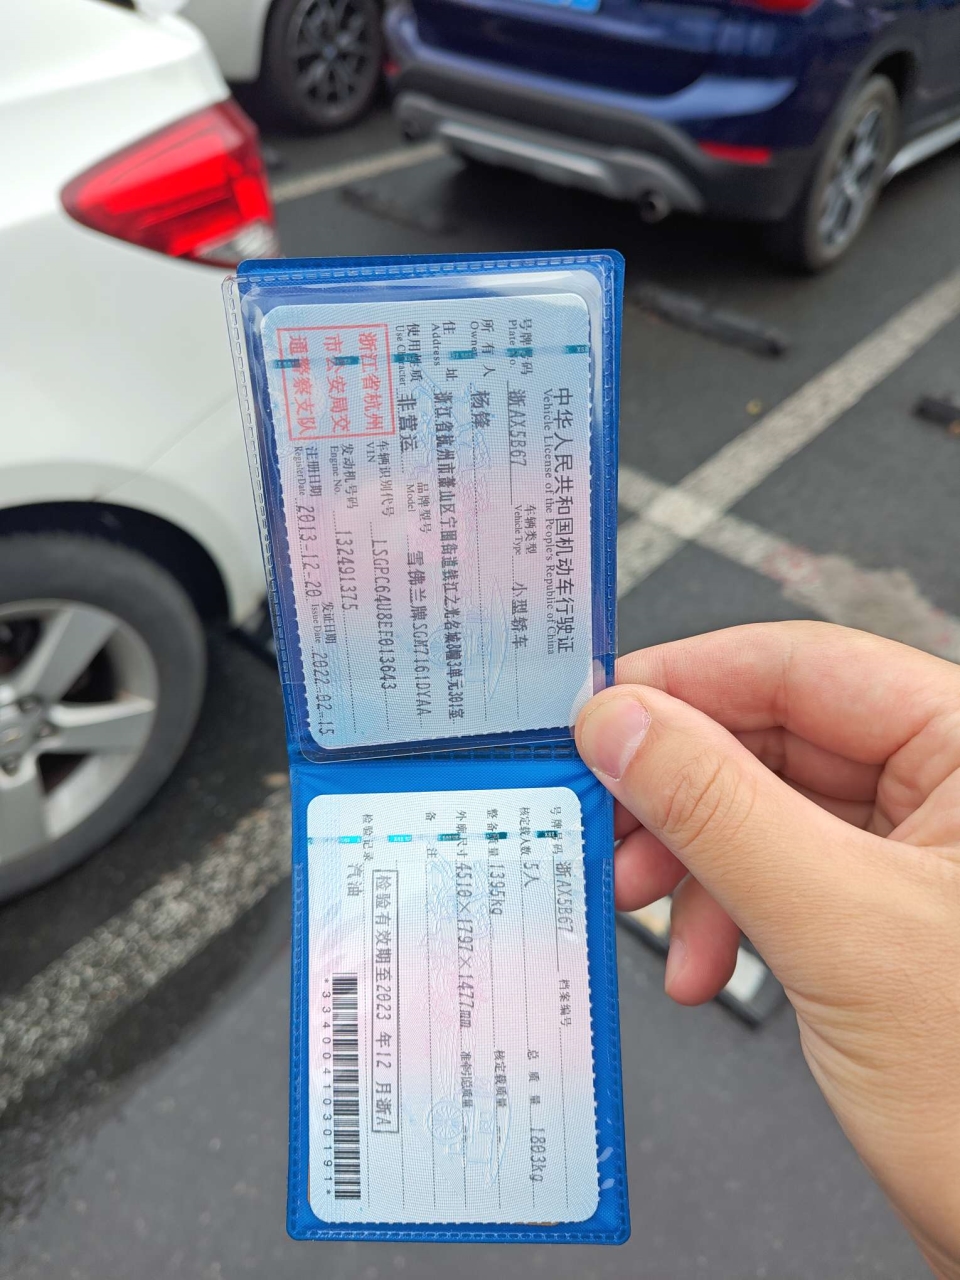 中华人民共和国机动车行驶证
Vehicle License of the People's Republic of China
号牌号码 浙AX5B67 车辆类型 小型轿车
Plate No. Vehicle Type
所有人 杨锋
Owner
住址 浙江省杭州市萧山区宁围街道钱江之光名城8幢3单元301室
Address
使用性质 非营运 品牌型号 雪佛兰牌SGM7161DYAA
Use Character Model
浙江省杭州
市公安局交
通警察支队
车辆识别代号 LSGPC64U8EF013643
VIN
发动机号码 132491375
Engine No.
注册日期 2013-12-20 发证日期 2022-02-15
Register Date Issue Date
号牌号码 浙AX5B67 档案编号
核定载人数 5人 总质量 1803kg
整备质量 1395kg 核定载质量 --
外廓尺寸 4510×1797×1477mm 准牵引总质量 --
备注
检验有效期至2023年12月浙A
检验记录
汽油
*3340041030191*